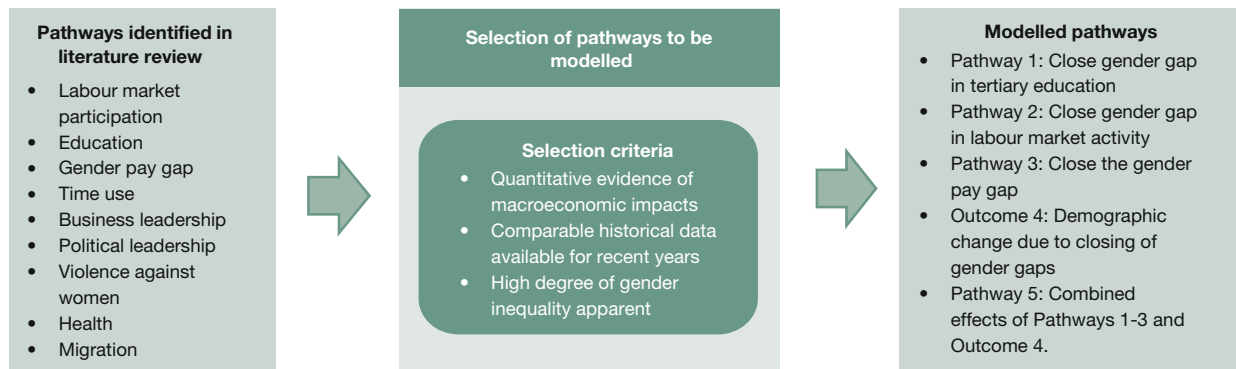 Pathways identified in
literature review
• Labour market
participation
• Education
• Gender pay gap
• Time use
• Business leadership
• Political leadership
• Violence against
women
• Health
• Migration
Selection of pathways to be
modelled
Selection criteria
• Quantitative evidence of
macroeconomic impacts
• Comparable historical data
available for recent years
• High degree of gender
inequality apparent
Modelled pathways
• Pathway 1: Close gender gap
in tertiary education
• Pathway 2: Close gender gap
in labour market activity
• Pathway 3: Close the gender
pay gap
• Outcome 4: Demographic
change due to closing of
gender gaps
• Pathway 5: Combined
effects of Pathways 1-3 and
Outcome 4.